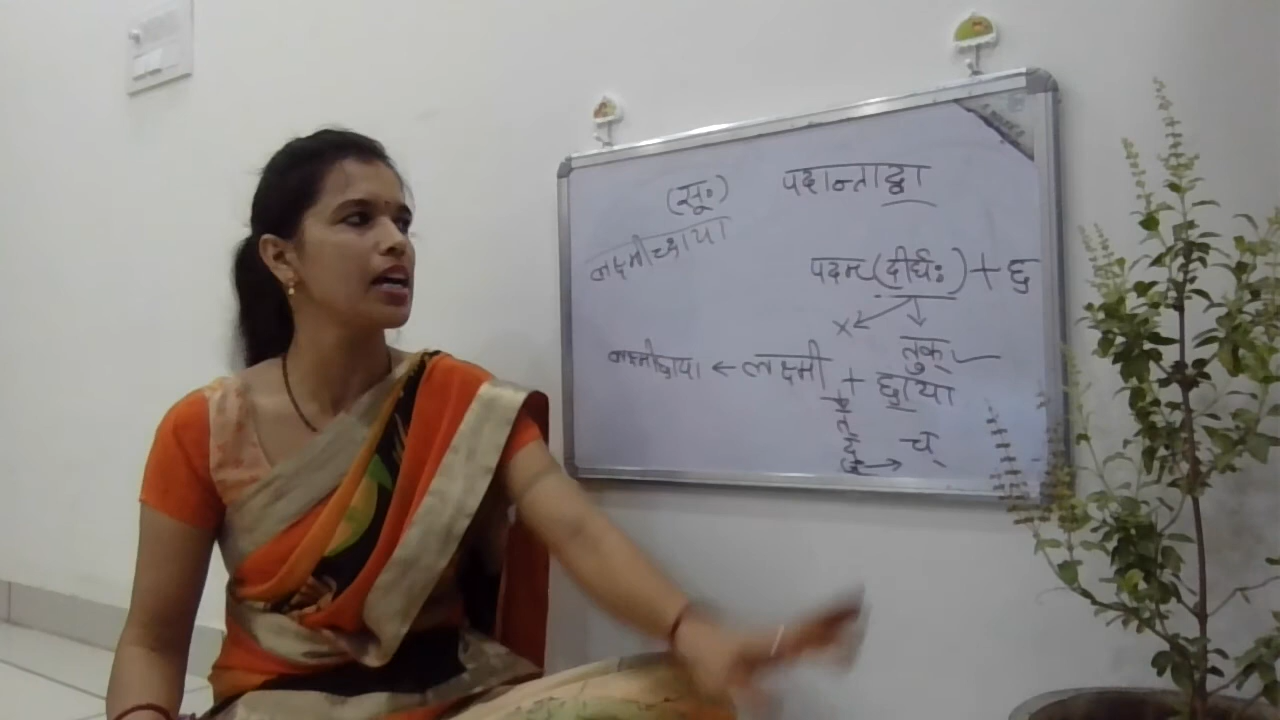 (सू॰) पदान्ताद्वा
लक्ष्मीच्छाया
पदान्त (दीर्घः) + छ
× तुक्
लक्ष्मीछाया ← लक्ष्मी + छाया
त् → च्